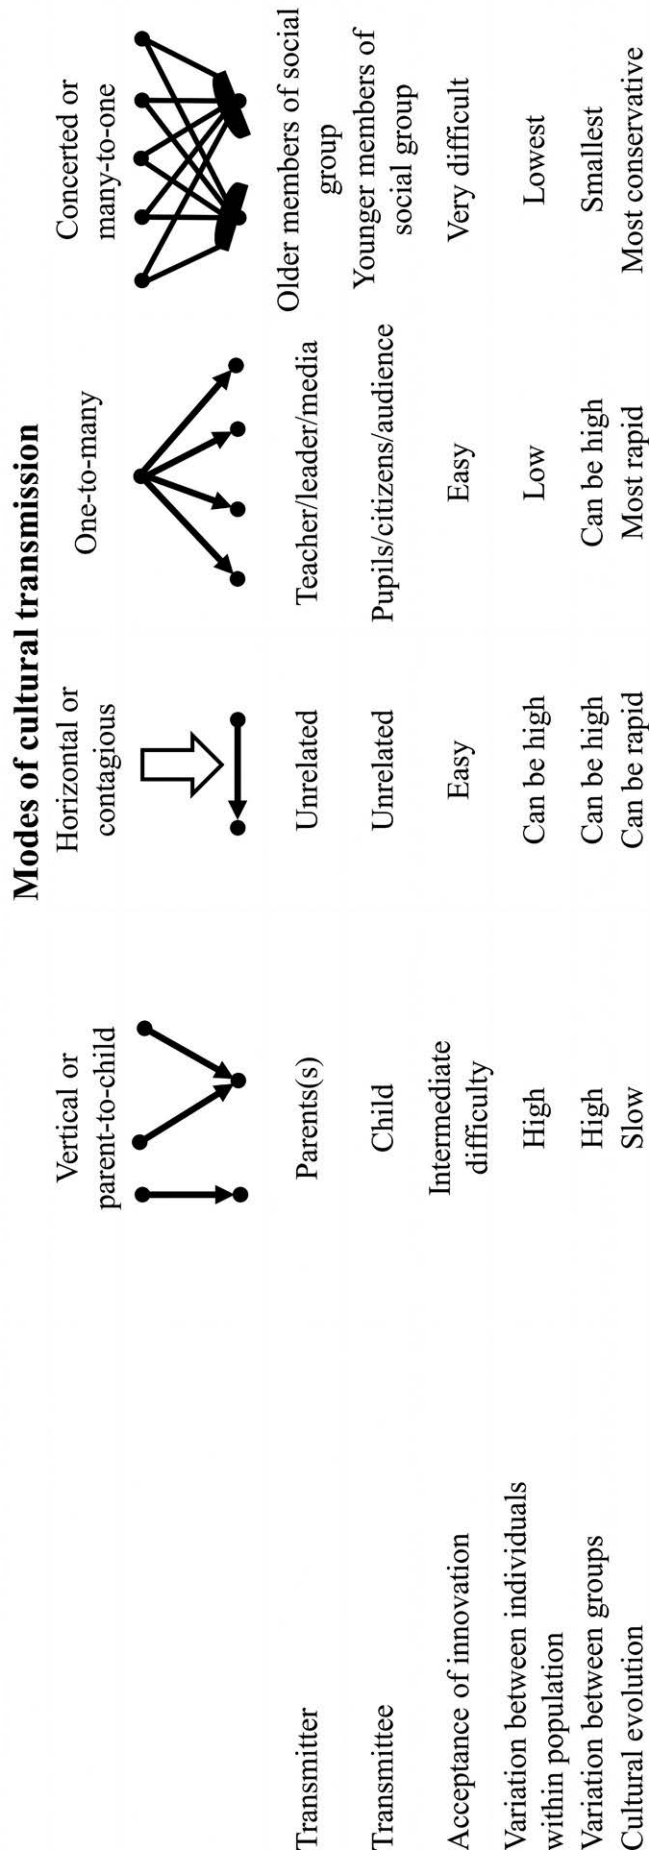 Modes of cultural transmission
Vertical or
parent-to-child
Horizontal or
contagious
One-to-many
Concerted or
many-to-one
Transmitter
Parents(s)
Unrelated
Teacher/leader/media
Older members of social
group
Transmittee
Child
Unrelated
Pupils/citizens/audience
Younger members of
social group
Acceptance of innovation
Intermediate
difficulty
Easy
Easy
Very difficult
Variation between individuals
within population
High
Can be high
Low
Lowest
Variation between groups
High
Can be high
Can be high
Smallest
Cultural evolution
Slow
Can be rapid
Most rapid
Most conservative